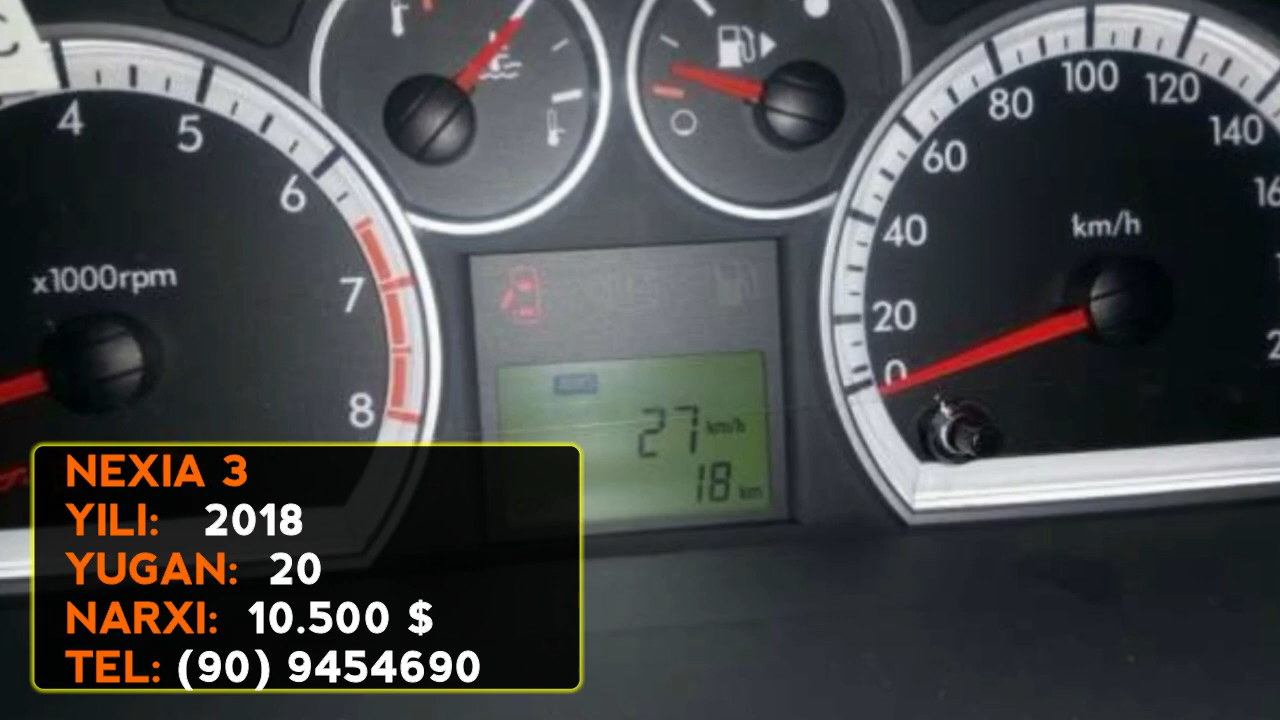 C
4
5
6
7
8
x1000rpm
27 km/h
18 km
0
20
40
60
80
100
120
140
km/h
NEXIA 3
YILI: 2018
YUGAN: 20
NARXI: 10.500 $
TEL: (90) 9454690